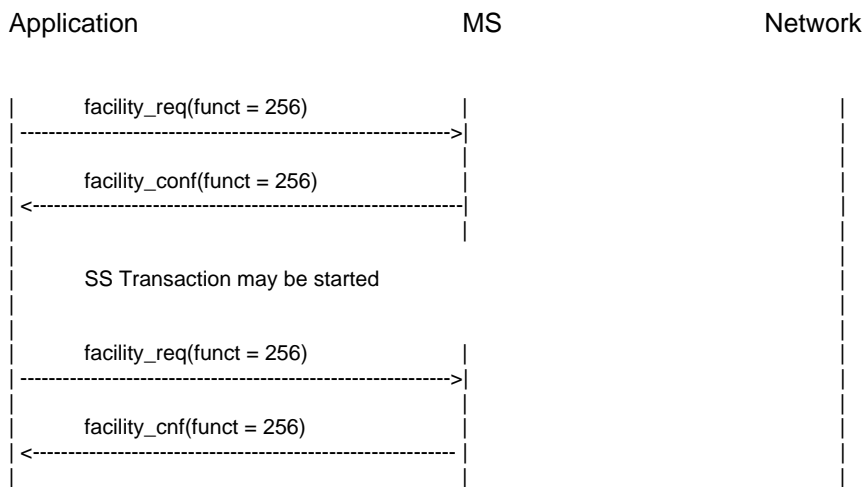 Application MS Network
facility_req(funct = 256)
facility_conf(funct = 256)
SS Transaction may be started
facility_req(funct = 256)
facility_cnf(funct = 256)